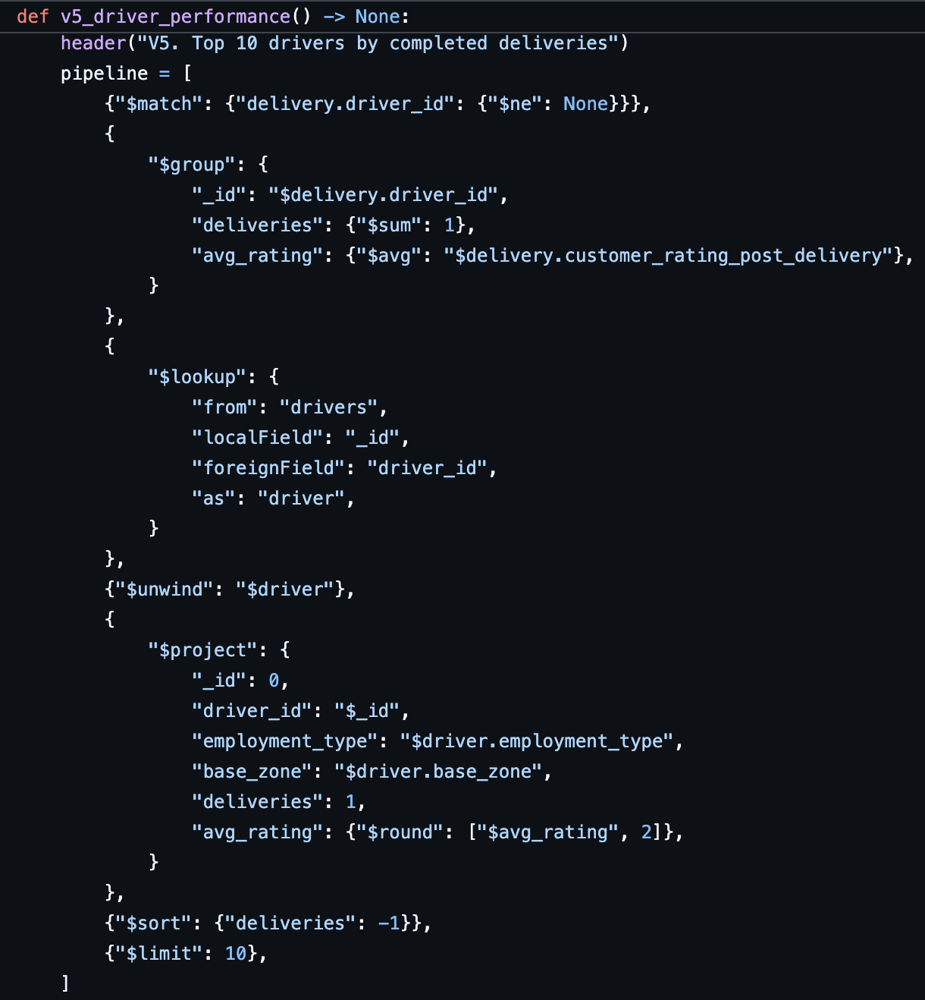 def v5_driver_performance() -> None:
    header("V5. Top 10 drivers by completed deliveries")
    pipeline = [
        {"$match": {"delivery.driver_id": {"$ne": None}}},
        {
            "$group": {
                "_id": "$delivery.driver_id",
                "deliveries": {"$sum": 1},
                "avg_rating": {"$avg": "$delivery.customer_rating_post_delivery"},
            }
        },
        {
            "$lookup": {
                "from": "drivers",
                "localField": "_id",
                "foreignField": "driver_id",
                "as": "driver",
            }
        },
        {"$unwind": "$driver"},
        {
            "$project": {
                "_id": 0,
                "driver_id": "$_id",
                "employment_type": "$driver.employment_type",
                "base_zone": "$driver.base_zone",
                "deliveries": 1,
                "avg_rating": {"$round": ["$avg_rating", 2]},
            }
        },
        {"$sort": {"deliveries": -1}},
        {"$limit": 10},
    ]